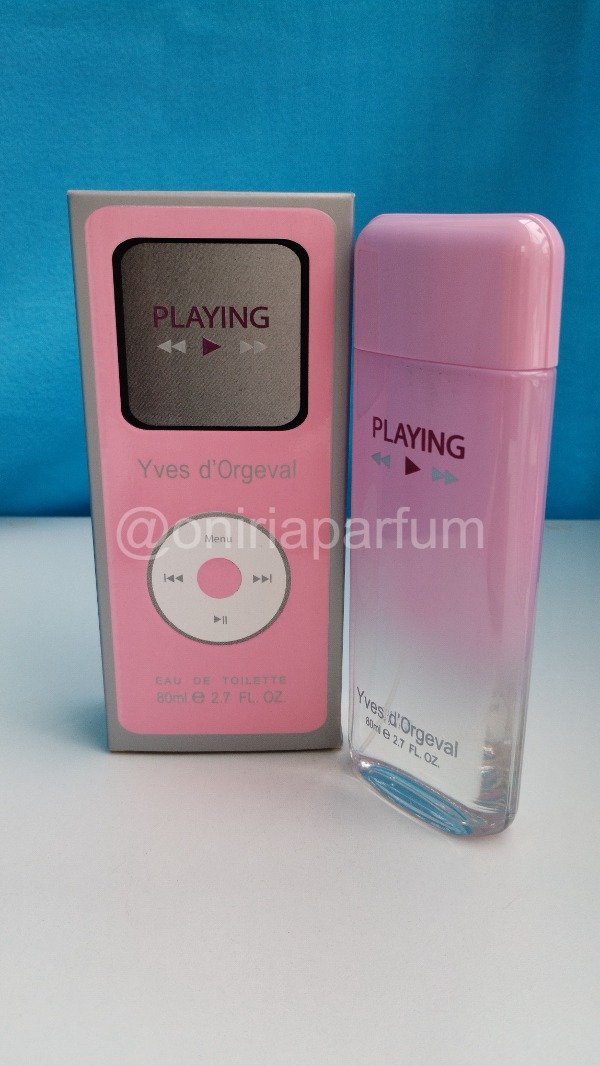 PLAYING
Yves d'Orgeval
@oniriaparfum
Menu
EAU DE TOILETTE
80ml ℮ 2.7 FL. OZ.
PLAYING
Yves d'Orgeval
80ml ℮ 2.7 FL. OZ.